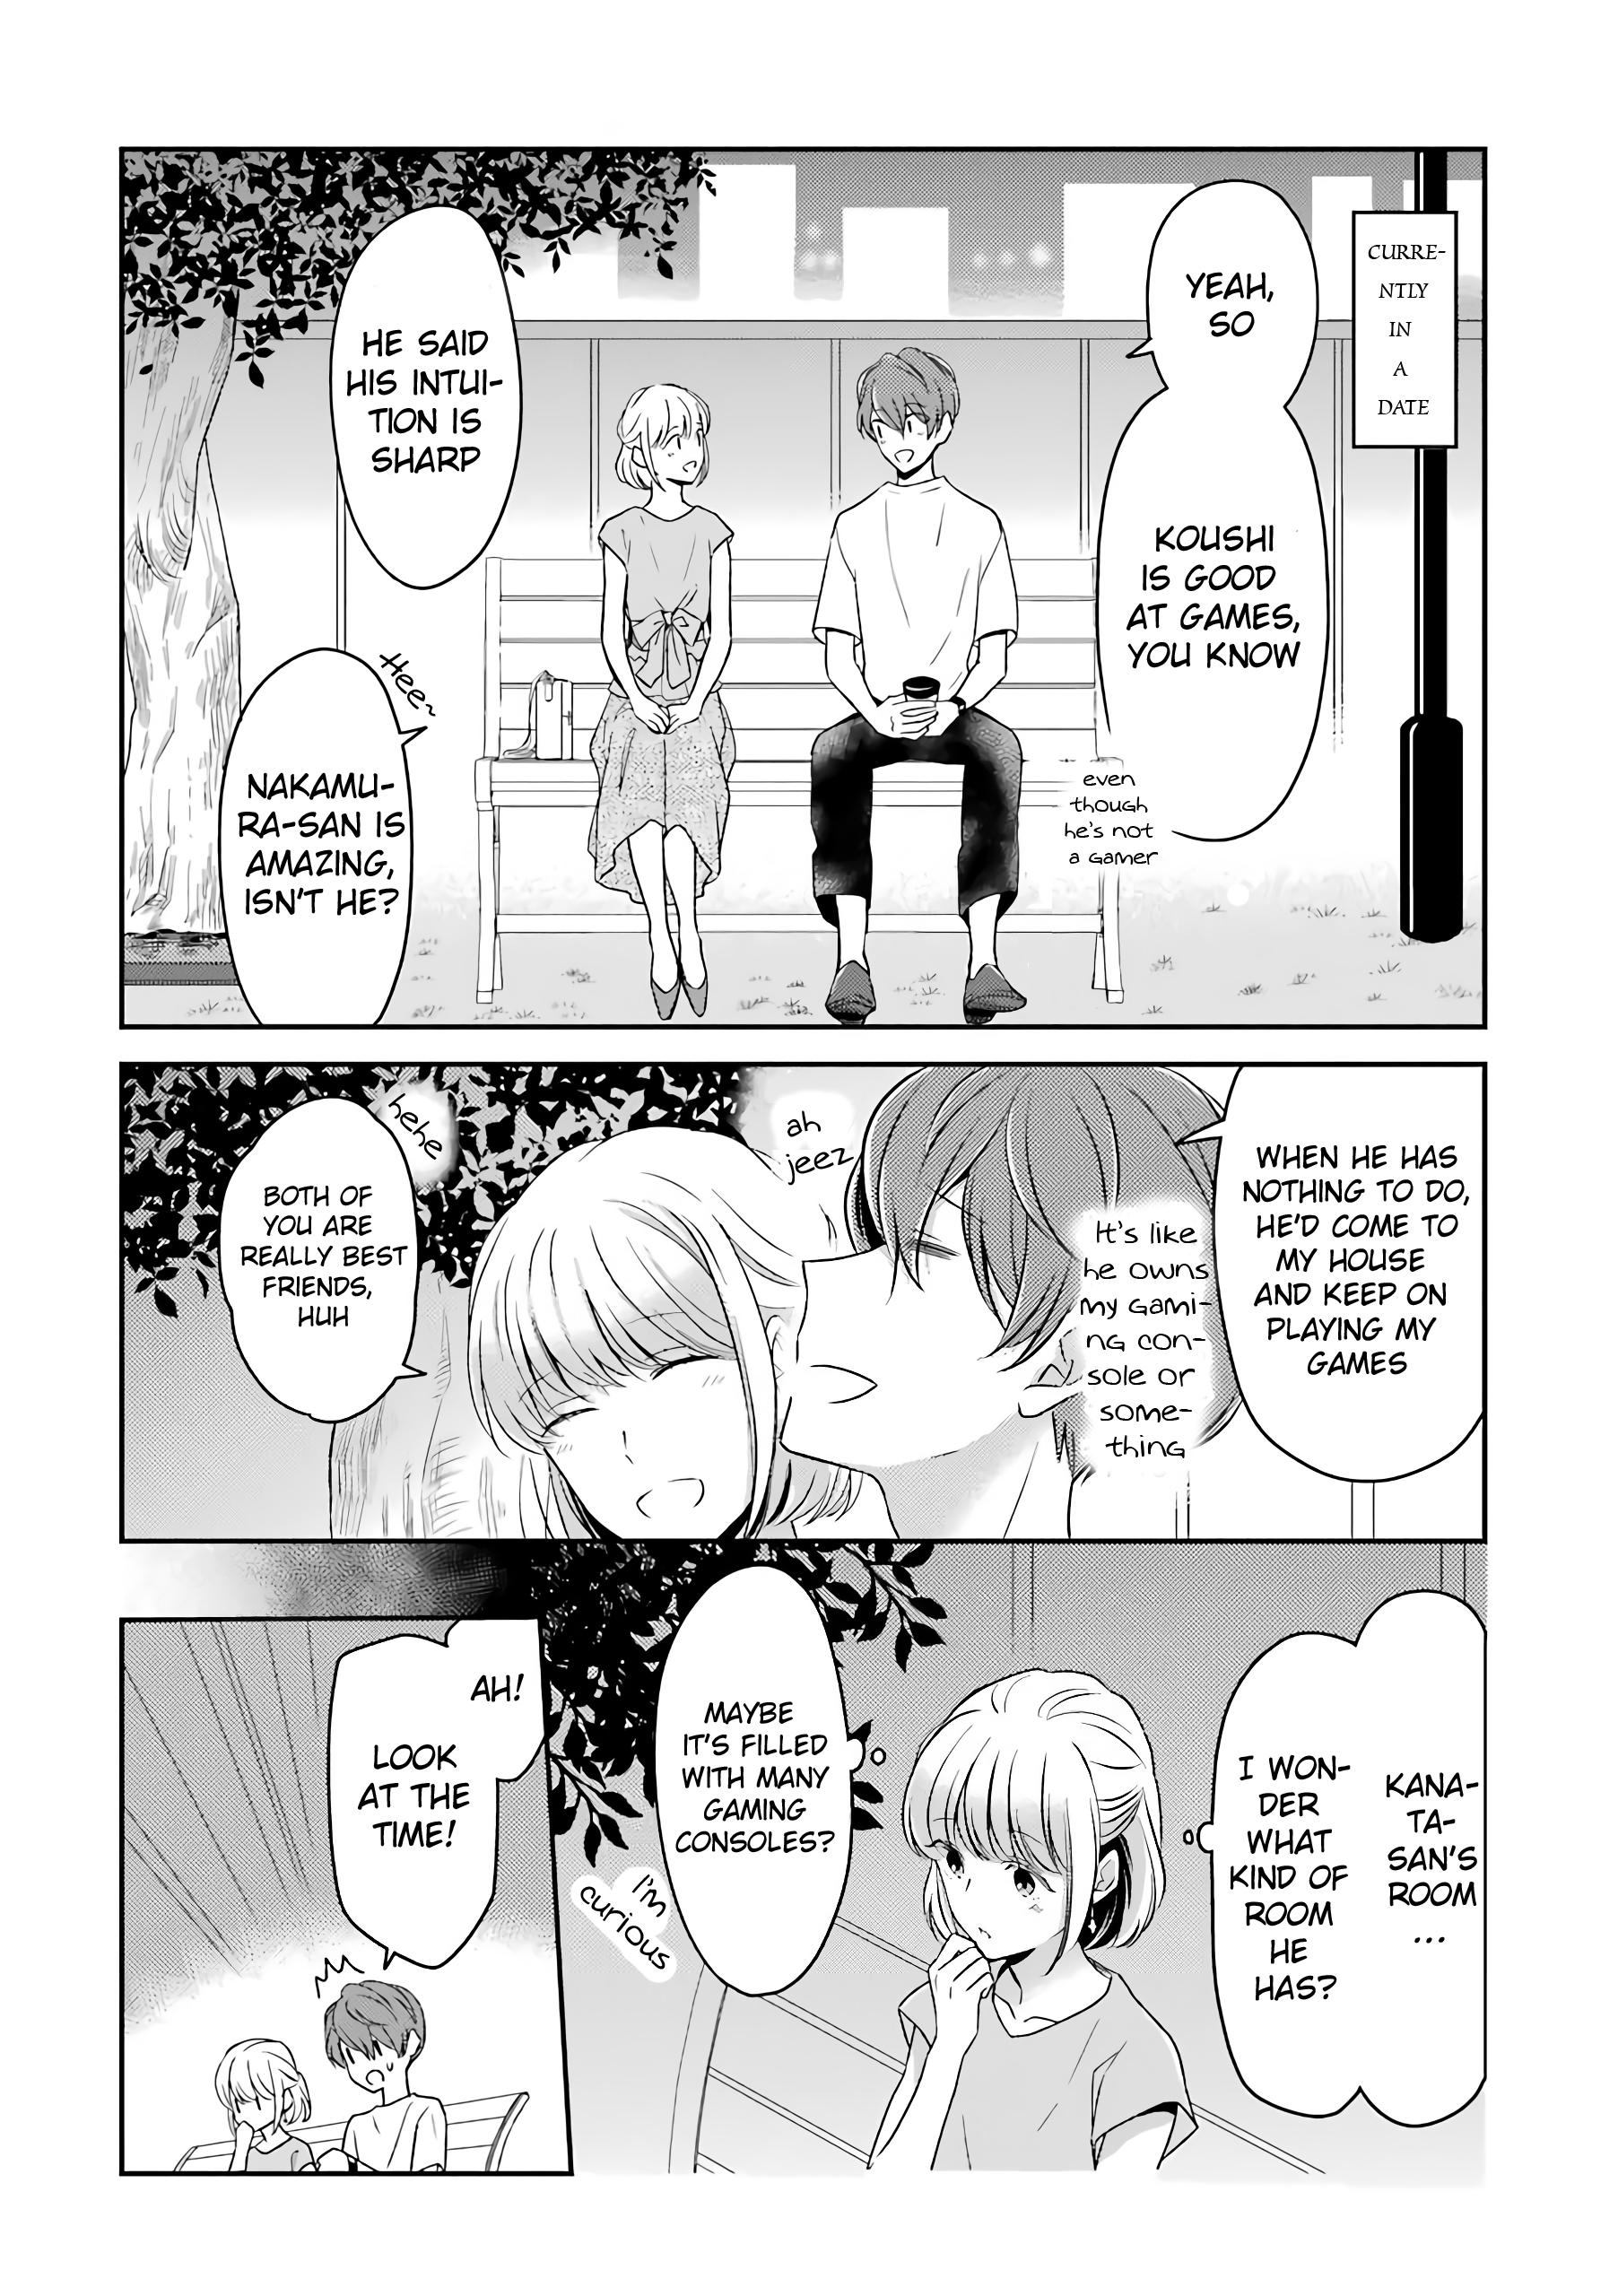 CURRE-
NTLY
IN
A
DATE
YEAH,
SO
KOUSHI
IS GOOD
AT GAMES,
YOU KNOW
even
though
he's not
a gamer
HE SAID
HIS INTUI-
TION IS
SHARP
Hee~
NAKAMU-
RA-SAN IS
AMAZING,
ISN'T HE?
WHEN HE HAS
NOTHING TO DO,
HE'D COME TO
MY HOUSE
AND KEEP ON
PLAYING MY
GAMES
It's like
he owns
my gami-
ng con-
sole or
some-
thing
ah
jeez
hehe
BOTH OF
YOU ARE
REALLY BEST
FRIENDS,
HUH
KANA-
TA-
SAN'S
ROOM
...
I WON-
DER
WHAT
KIND OF
ROOM
HE
HAS?
MAYBE
IT'S FILLED
WITH MANY
GAMING
CONSOLES?
I'm
curious
AH!
LOOK
AT THE
TIME!